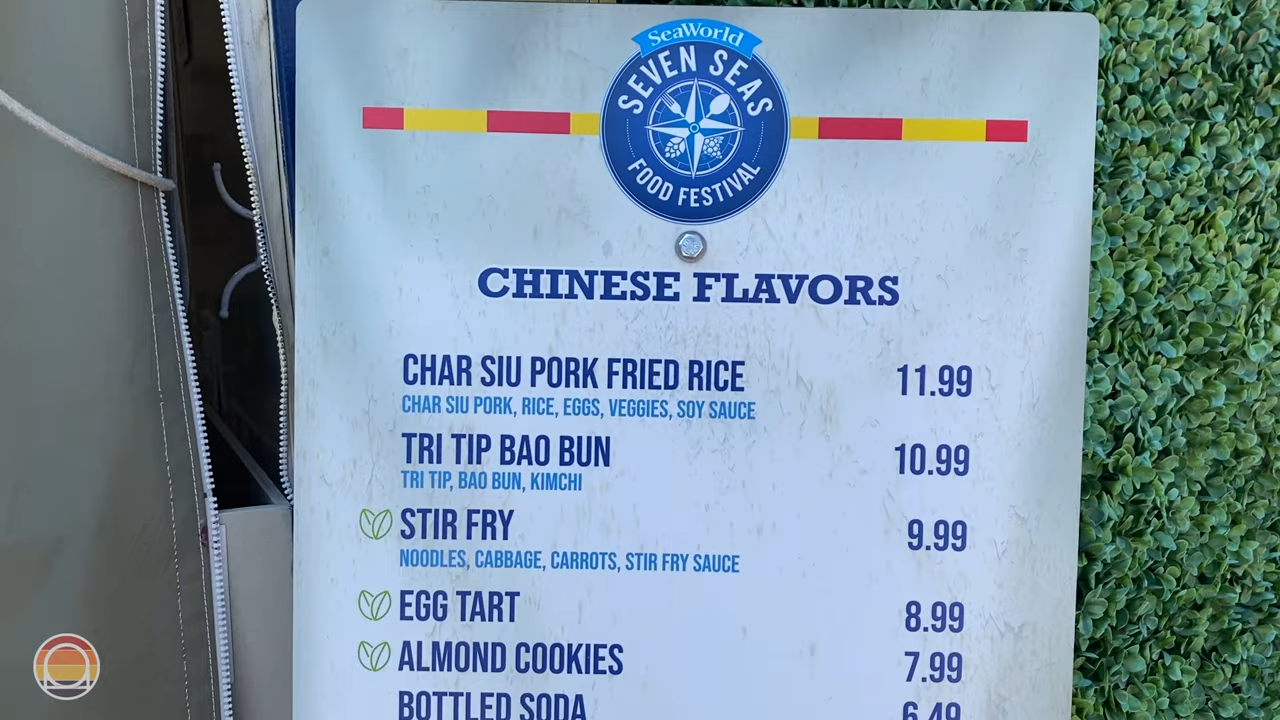 SeaWorld
SEVEN SEAS
FOOD FESTIVAL
CHINESE FLAVORS
CHAR SIU PORK FRIED RICE 11.99
CHAR SIU PORK, RICE, EGGS, VEGGIES, SOY SAUCE
TRI TIP BAO BUN 10.99
TRI TIP, BAO BUN, KIMCHI
STIR FRY 9.99
NOODLES, CABBAGE, CARROTS, STIR FRY SAUCE
EGG TART 8.99
ALMOND COOKIES 7.99
BOTTLED SODA 6.49